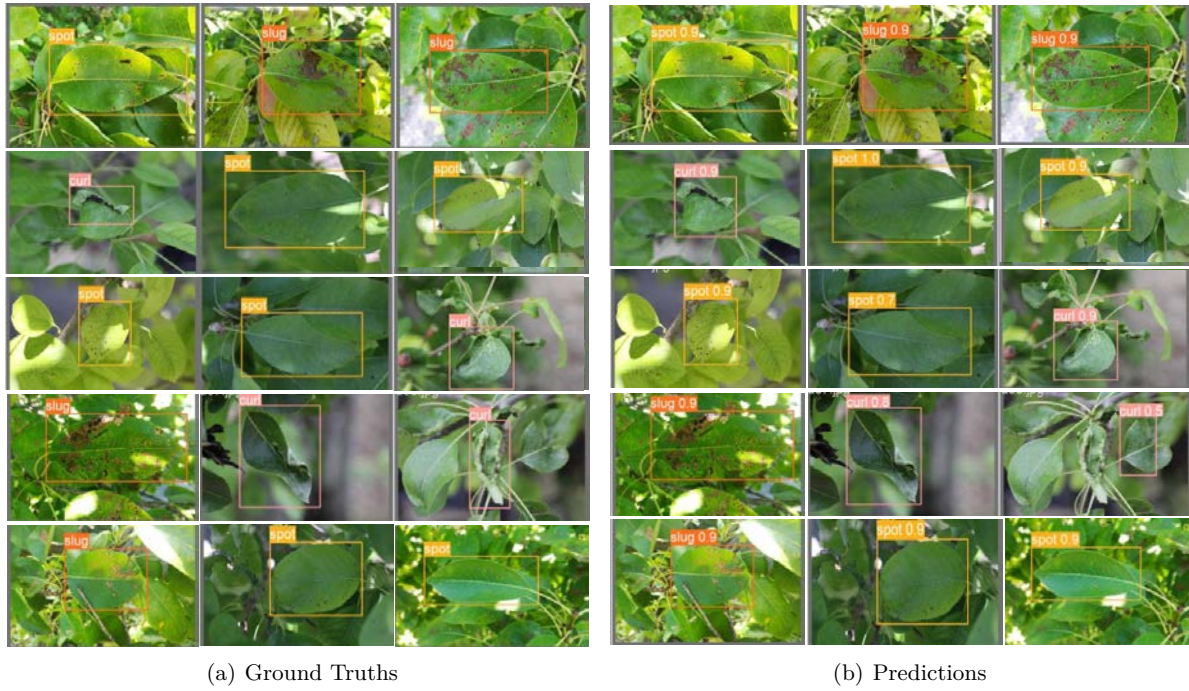 spot
slug
slug
curl
spot
spot
spot
spot
curl
slug
curl
curl
slug
spot
spot
(a) Ground Truths
spot 0.9
slug 0.9
slug 0.9
curl 0.9
spot 1.0
spot 0.9
spot 0.9
spot 0.7
curl 0.9
slug 0.9
curl 0.8
curl 0.5
slug 0.9
spot 0.9
spot 0.9
(b) Predictions